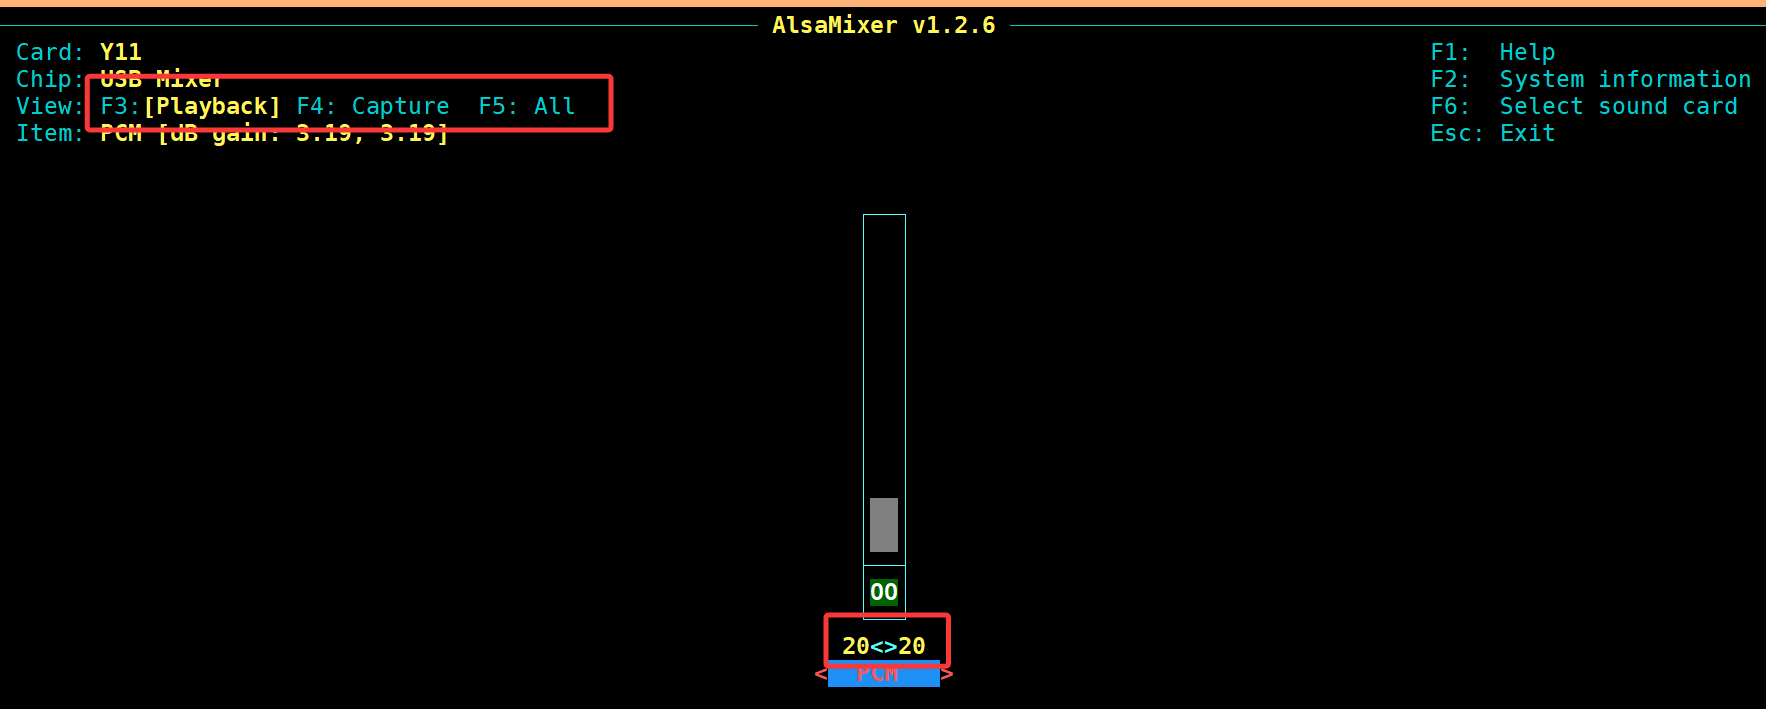 AlsaMixer v1.2.6
Card: Y11 F1: Help
Chip: USB Mixer F2: System information
View: F3:[Playback] F4: Capture F5: All F6: Select sound card
Item: PCM [dB gain: 3.19, 3.19] Esc: Exit
OO
20<>20
< PCM >